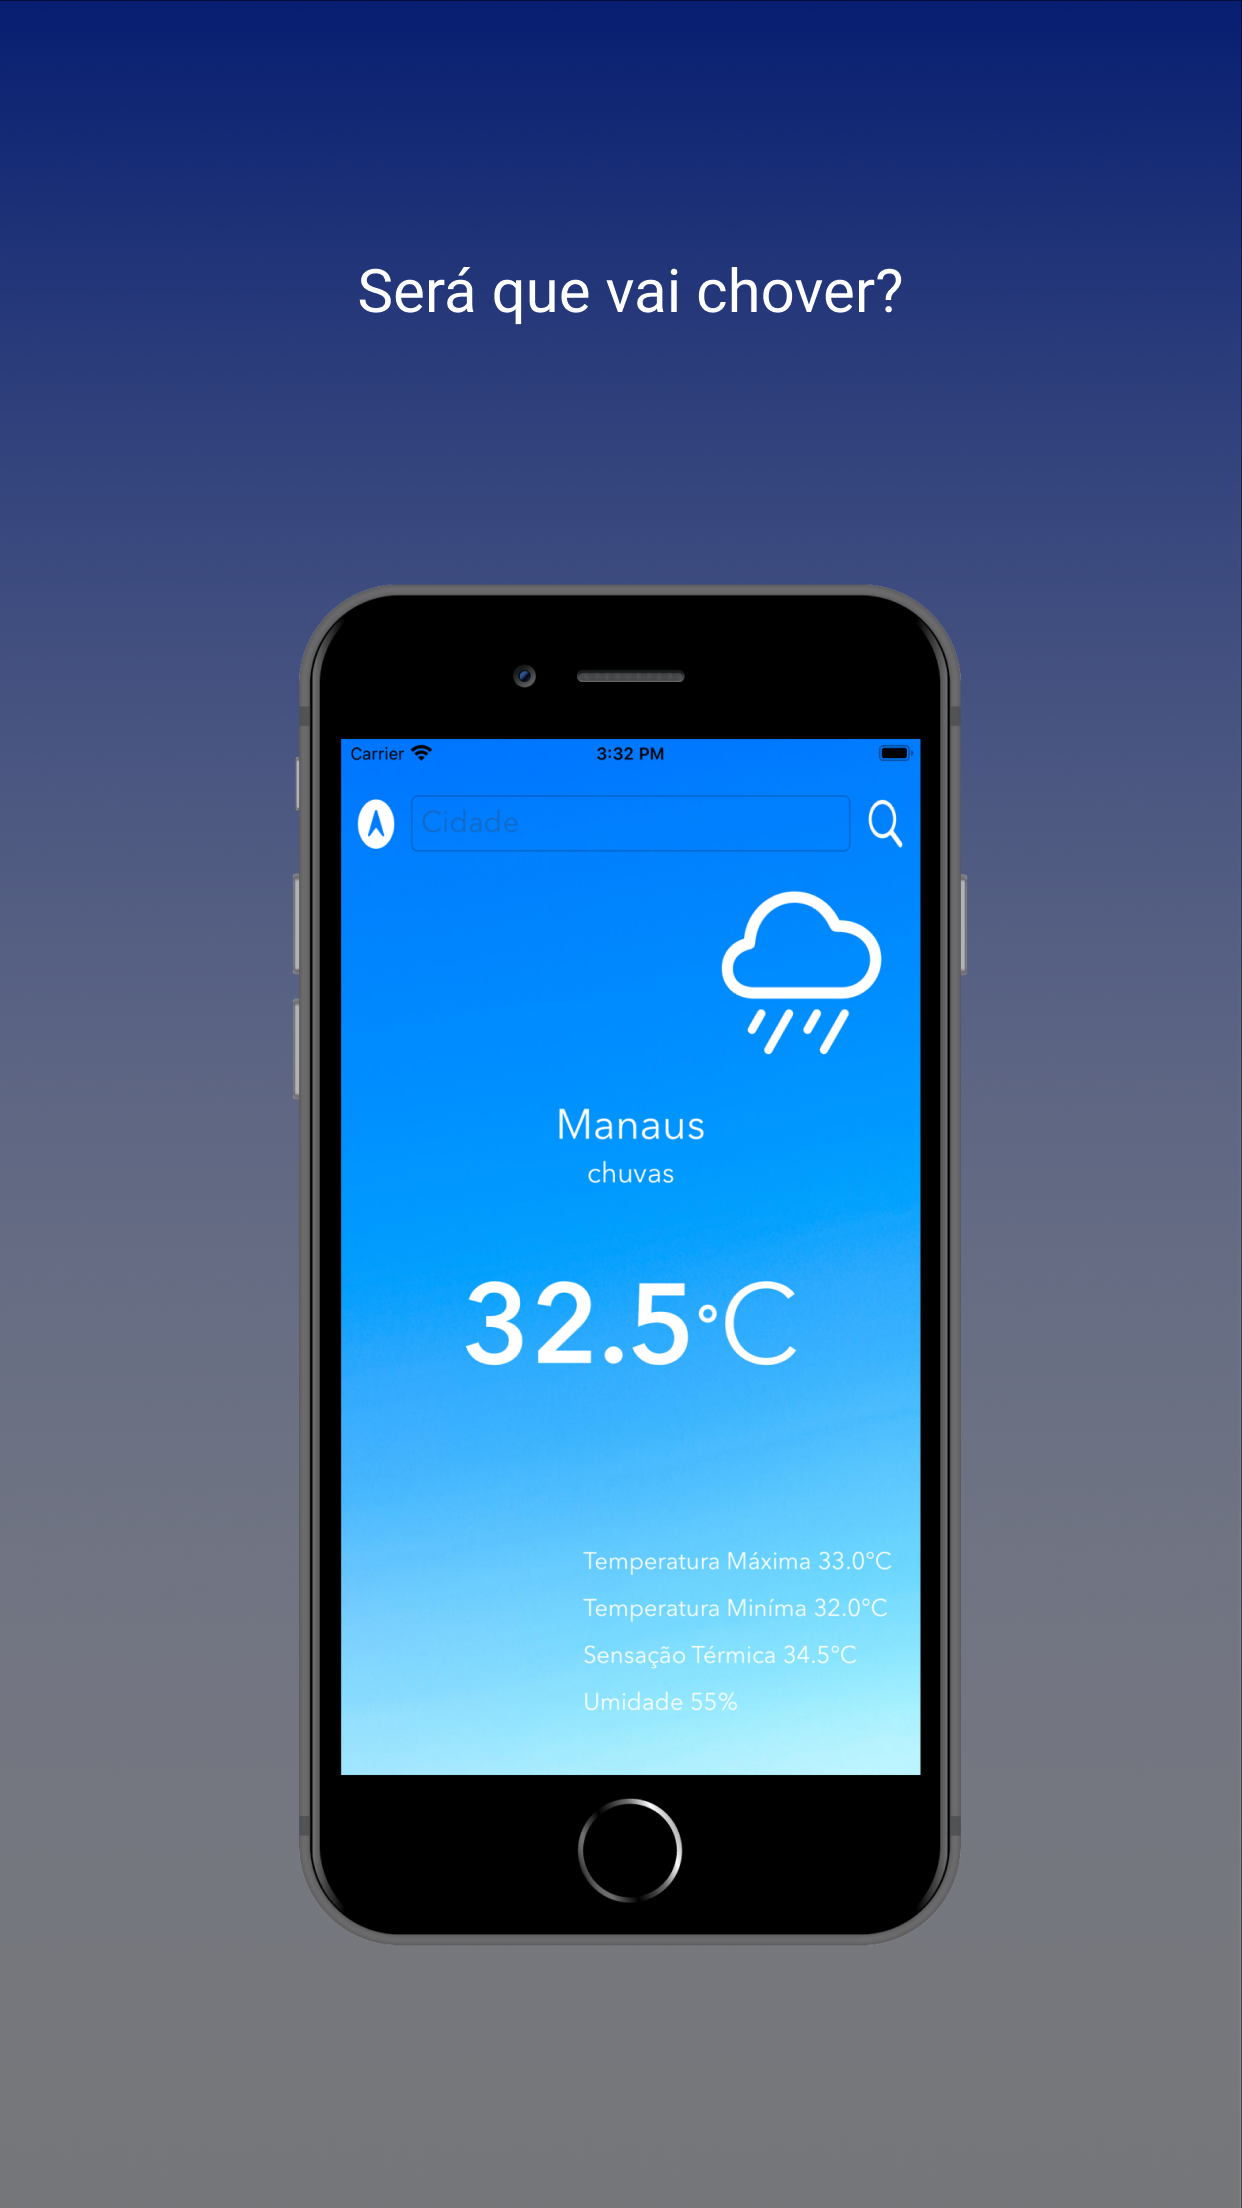 Será que vai chover?
Carrier 3:32 PM
Cidade
Manaus
chuvas
32.5°C
Temperatura Máxima 33.0°C
Temperatura Miníma 32.0°C
Sensação Térmica 34.5°C
Umidade 55%